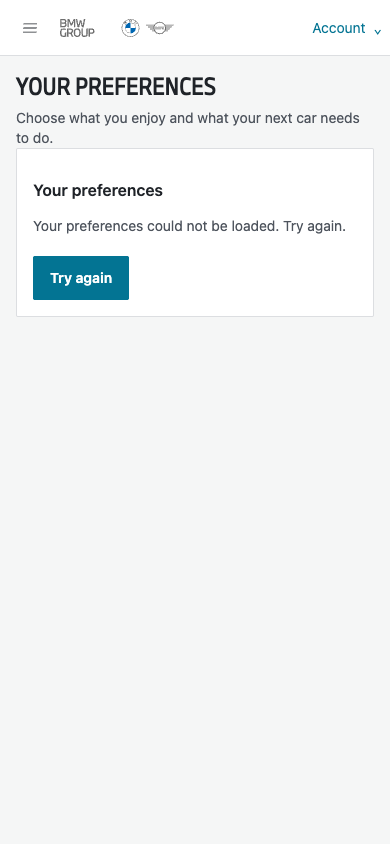 BMW
GROUP
Account
YOUR PREFERENCES
Choose what you enjoy and what your next car needs
to do.
Your preferences
Your preferences could not be loaded. Try again.
Try again